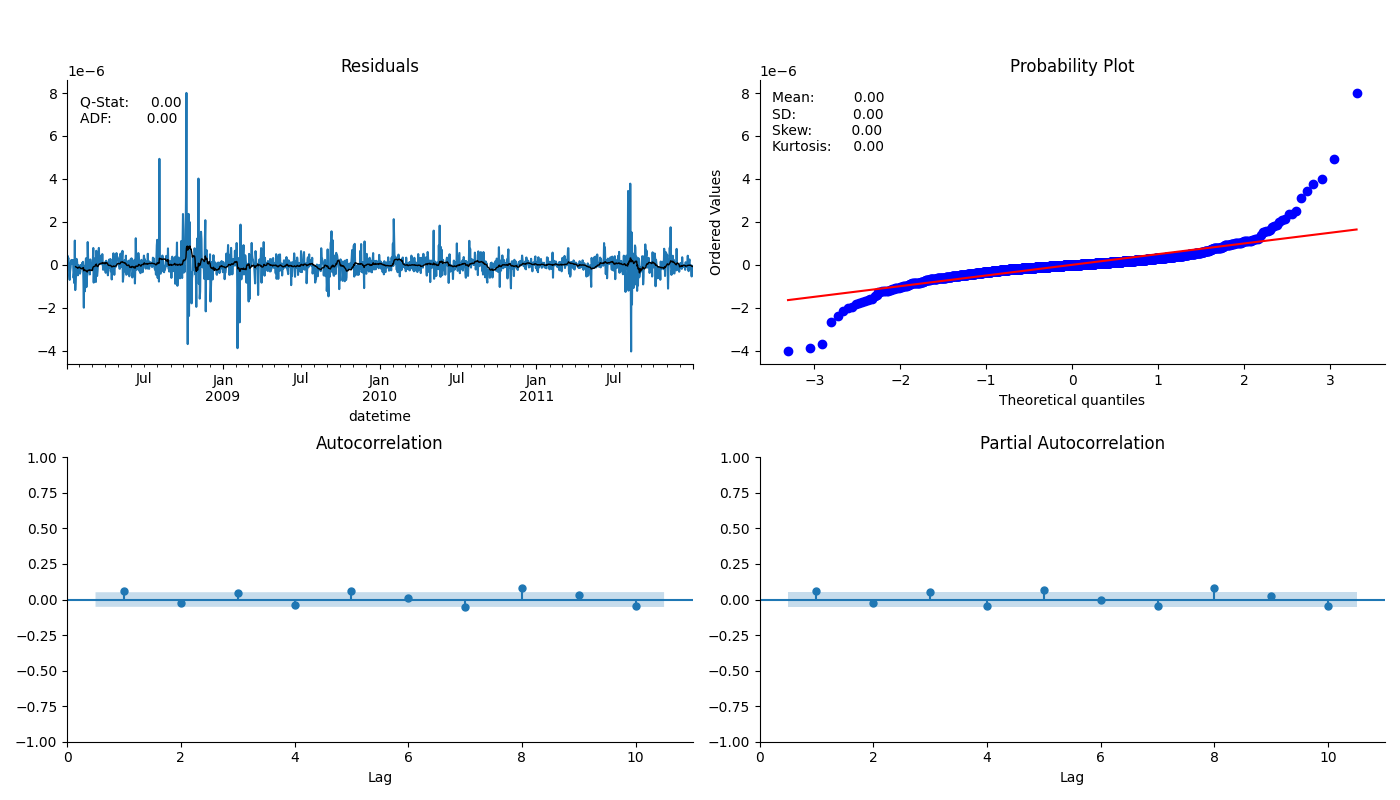 Residuals
1e−6
Q-Stat: 0.00
ADF: 0.00
8
6
4
2
0
−2
−4
Jul Jan Jul Jan Jul Jan Jul
2009 2010 2011
datetime
Probability Plot
1e−6
Mean: 0.00
SD: 0.00
Skew: 0.00
Kurtosis: 0.00
Ordered Values
8
6
4
2
0
−2
−4
−3 −2 −1 0 1 2 3
Theoretical quantiles
Autocorrelation
1.00
0.75
0.50
0.25
0.00
−0.25
−0.50
−0.75
−1.00
0 2 4 6 8 10
Lag
Partial Autocorrelation
1.00
0.75
0.50
0.25
0.00
−0.25
−0.50
−0.75
−1.00
0 2 4 6 8 10
Lag